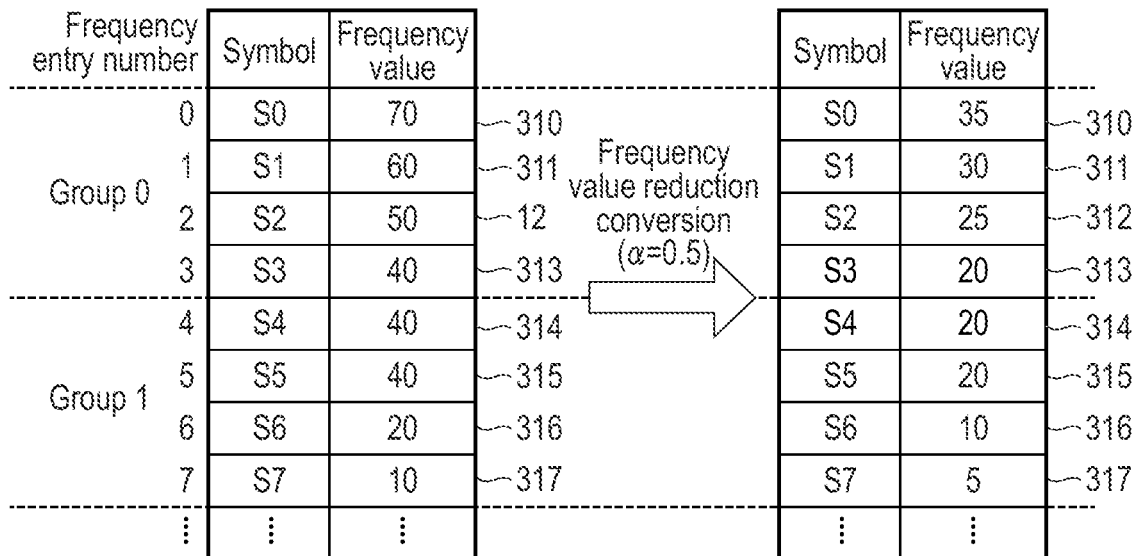 Frequency entry number Symbol Frequency value Symbol Frequency value
0 S0 70 310 S0 35 310
1 S1 60 311 S1 30 311
Group 0
2 S2 50 12 S2 25 312
3 S3 40 313 S3 20 313
Frequency
value reduction
conversion
(α=0.5)
4 S4 40 314 S4 20 314
5 S5 40 315 S5 20 315
Group 1
6 S6 20 316 S6 10 316
7 S7 10 317 S7 5 317
⋮ ⋮ ⋮ ⋮ ⋮